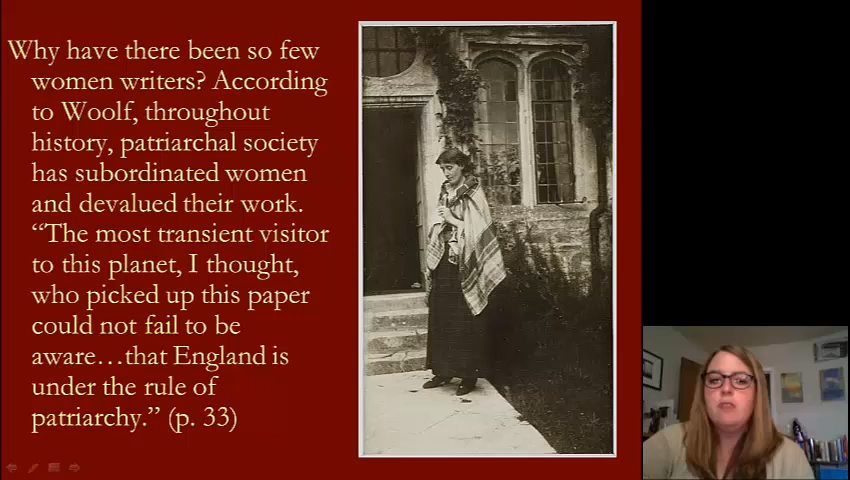 Why have there been so few
women writers? According
to Woolf, throughout
history, patriarchal society
has subordinated women
and devalued their work.
“The most transient visitor
to this planet, I thought,
who picked up this paper
could not fail to be
aware…that England is
under the rule of
patriarchy.” (p. 33)